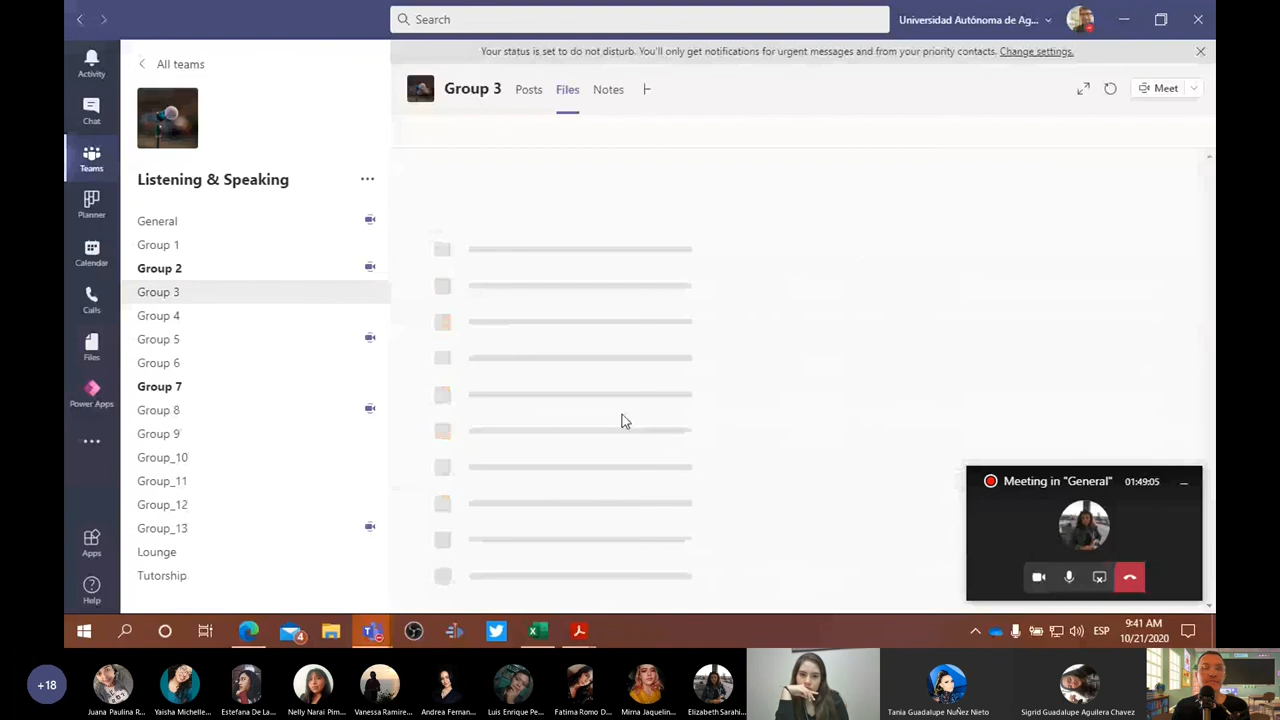 Search
Universidad Autónoma de Ag...
Your status is set to do not disturb. You'll only get notifications for urgent messages and from your priority contacts. Change settings.
Activity
Chat
Teams
Planner
Calendar
Calls
Files
Power Apps
Apps
Help
All teams
Listening & Speaking
General
Group 1
Group 2
Group 3
Group 4
Group 5
Group 6
Group 7
Group 8
Group 9
Group_10
Group_11
Group_12
Group_13
Lounge
Tutorship
Group 3
Posts
Files
Notes
Meet
Meeting in "General"
01:49:05
4
ESP
9:41 AM
10/21/2020
+18
Juana Paulina R...
Yaisha Michelle...
Estefana De La...
Nelly Narai Pim...
Vanessa Ramire...
Andrea Fernan...
Luis Enrique Pe...
Fatima Romo D...
Mirna Jaquelin...
Elizabeth Sarahi...
Tania Guadalupe Nuñez Nieto
Sigrid Guadalupe Aguilera Chavez